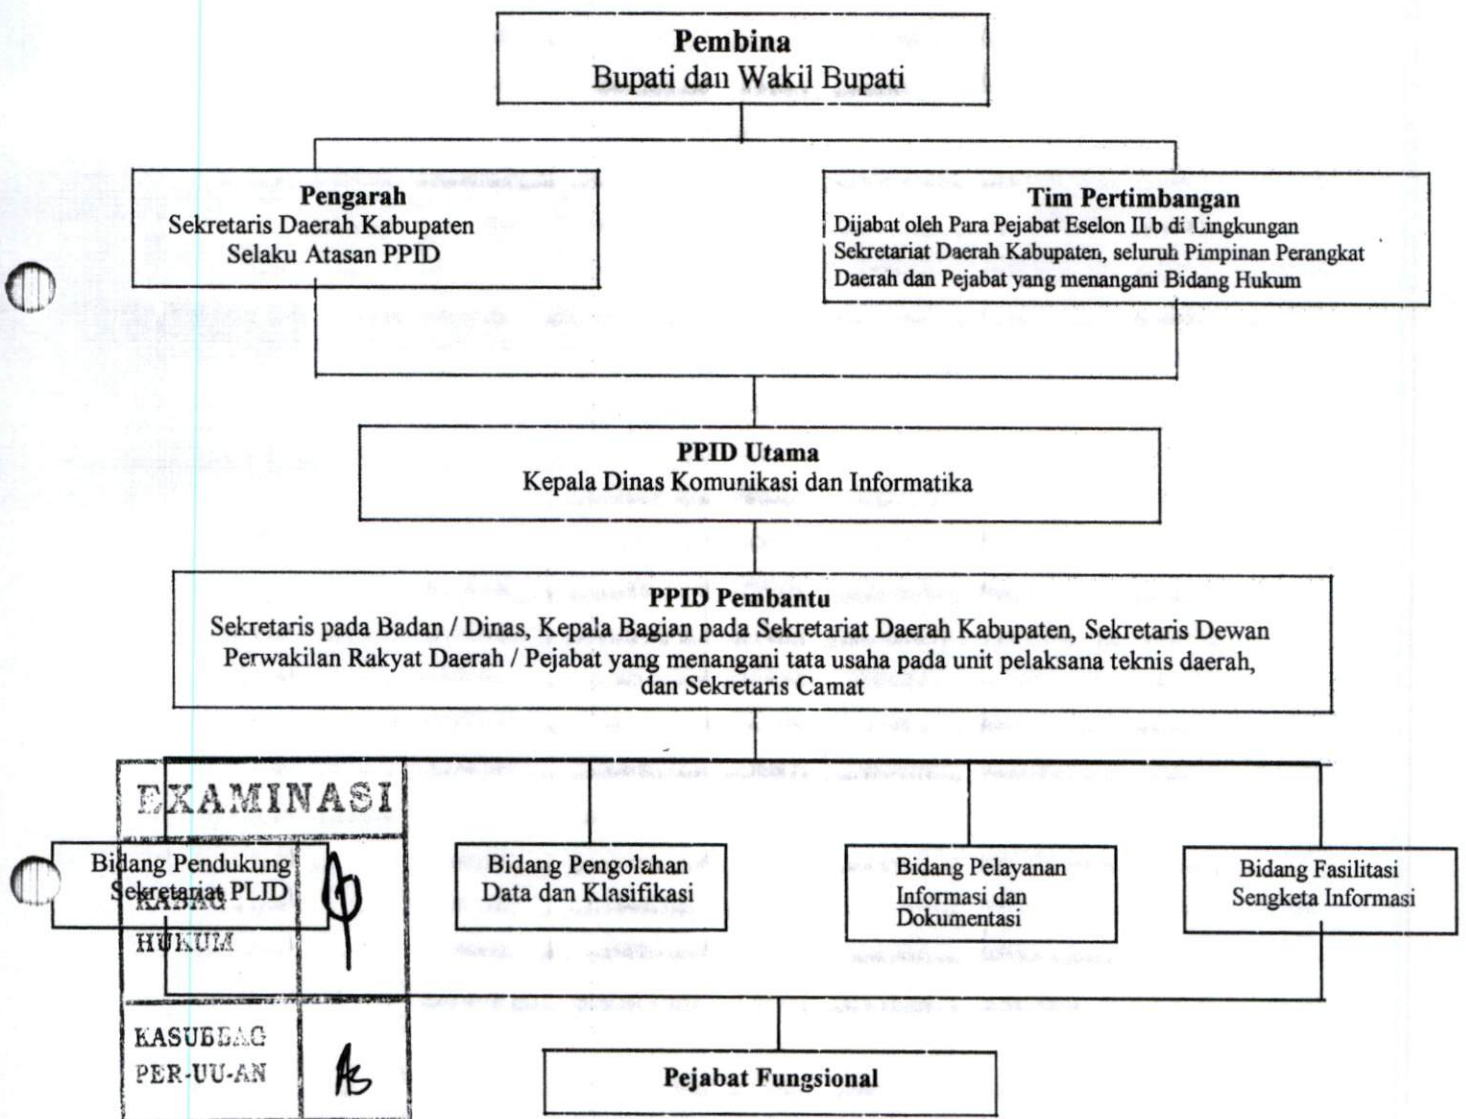 Pembina
Bupati dan Wakil Bupati
Pengarah
Sekretaris Daerah Kabupaten
Selaku Atasan PPID
Tim Pertimbangan
Dijabat oleh Para Pejabat Eselon II.b di Lingkungan
Sekretariat Daerah Kabupaten, seluruh Pimpinan Perangkat
Daerah dan Pejabat yang menangani Bidang Hukum
PPID Utama
Kepala Dinas Komunikasi dan Informatika
PPID Pembantu
Sekretaris pada Badan / Dinas, Kepala Bagian pada Sekretariat Daerah Kabupaten, Sekretaris Dewan
Perwakilan Rakyat Daerah / Pejabat yang menangani tata usaha pada unit pelaksana teknis daerah,
dan Sekretaris Camat
EXAMINASI
Bidang Pendukung
Sekretariat PLID
KABAG
HUKUM
Bidang Pengolahan
Data dan Klasifikasi
Bidang Pelayanan
Informasi dan
Dokumentasi
Bidang Fasilitasi
Sengketa Informasi
KASUBBAG
PER-UU-AN
Pejabat Fungsional